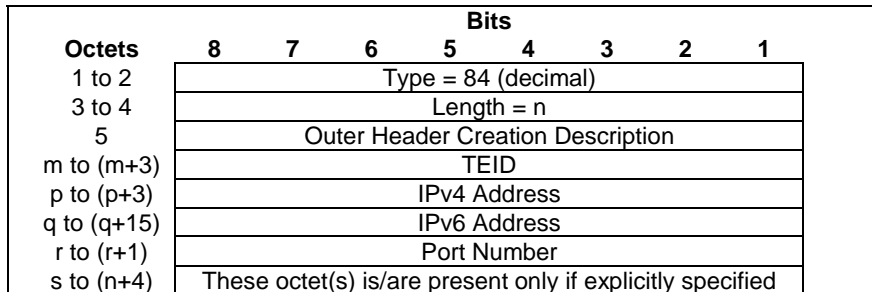 Bits
Octets 8 7 6 5 4 3 2 1
1 to 2 Type = 84 (decimal)
3 to 4 Length = n
5 Outer Header Creation Description
m to (m+3) TEID
p to (p+3) IPv4 Address
q to (q+15) IPv6 Address
r to (r+1) Port Number
s to (n+4) These octet(s) is/are present only if explicitly specified